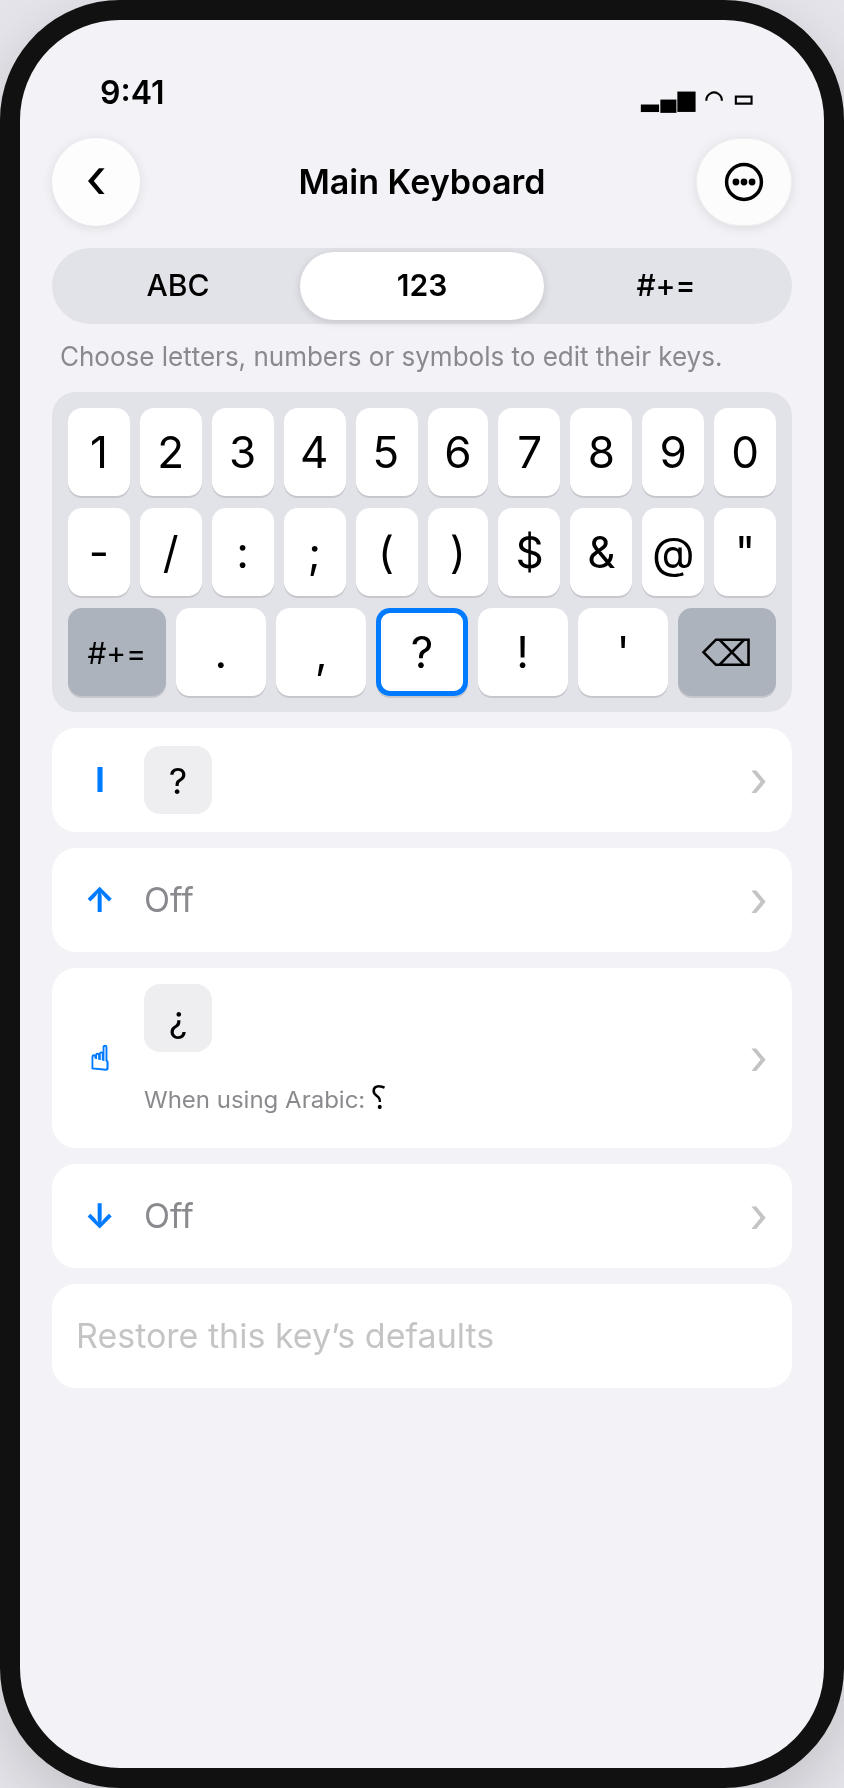 9:41
Main Keyboard
ABC 123 #+=
Choose letters, numbers or symbols to edit their keys.
1 2 3 4 5 6 7 8 9 0
- / : ; ( ) $ & @ "
#+= . , ? ! '
?
Off
¿
When using Arabic: ؟
Off
Restore this key’s defaults